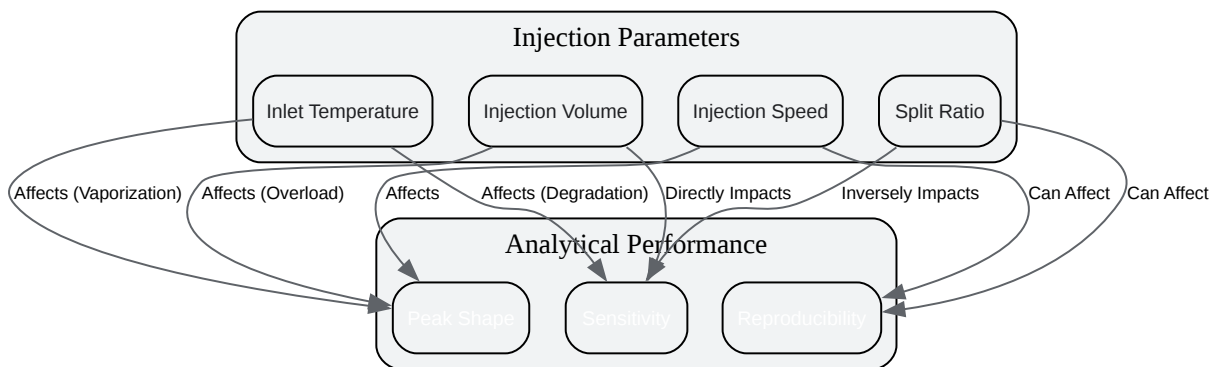 Injection Parameters
Inlet Temperature
Injection Volume
Injection Speed
Split Ratio
Affects (Vaporization)
Affects (Overload)
Affects
Affects (Degradation)
Directly Impacts
Inversely Impacts
Can Affect
Can Affect
Analytical Performance
Peak Shape
Sensitivity
Reproducibility